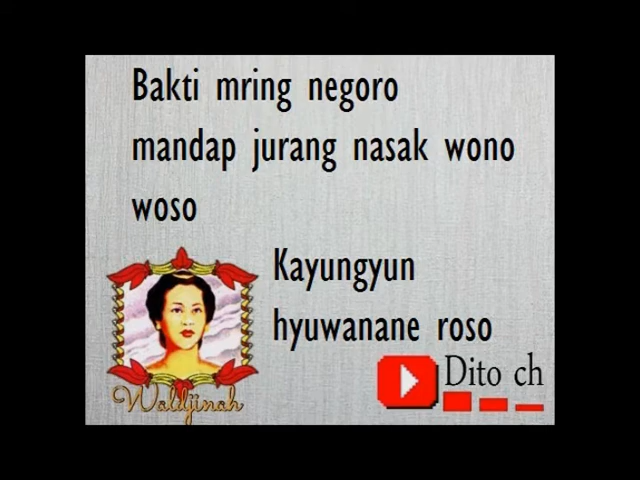 Bakti mring negoro
mandap jurang nasak wono
woso
Kayungyun
hyuwanane roso
Waldjinah
Dito ch